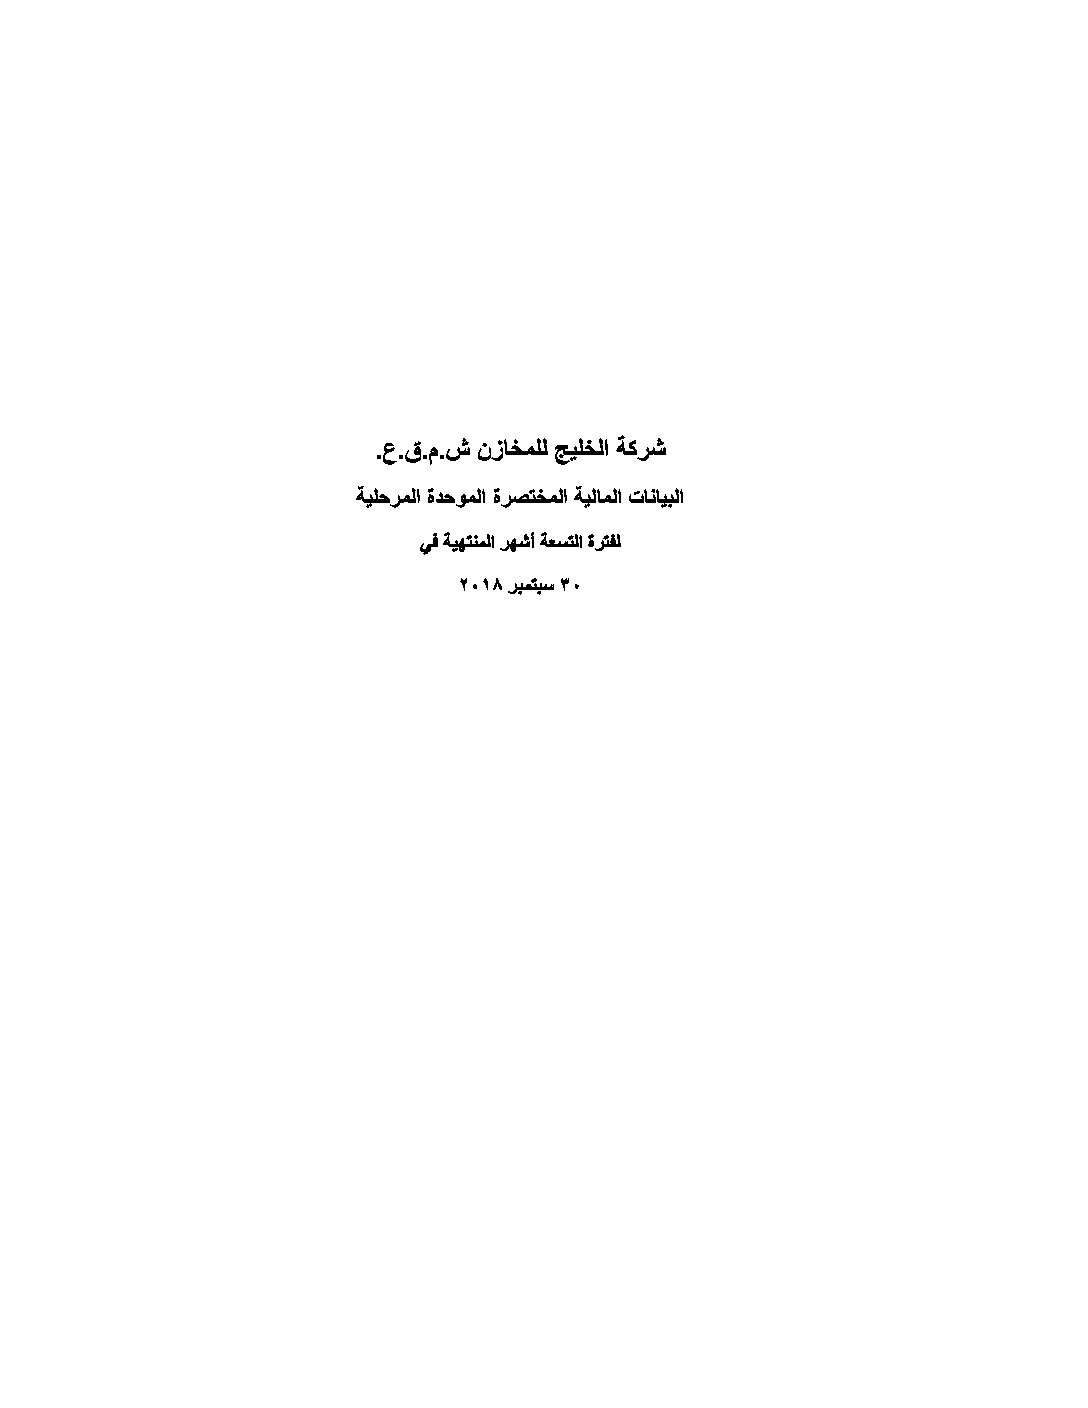 شركة الخليج للمخازن ش.م.ق.ع.
البيانات المالية المختصرة الموحدة المرحلية
لفترة التسعة أشهر المنتهية في
٣٠ سبتمبر ٢٠١٨